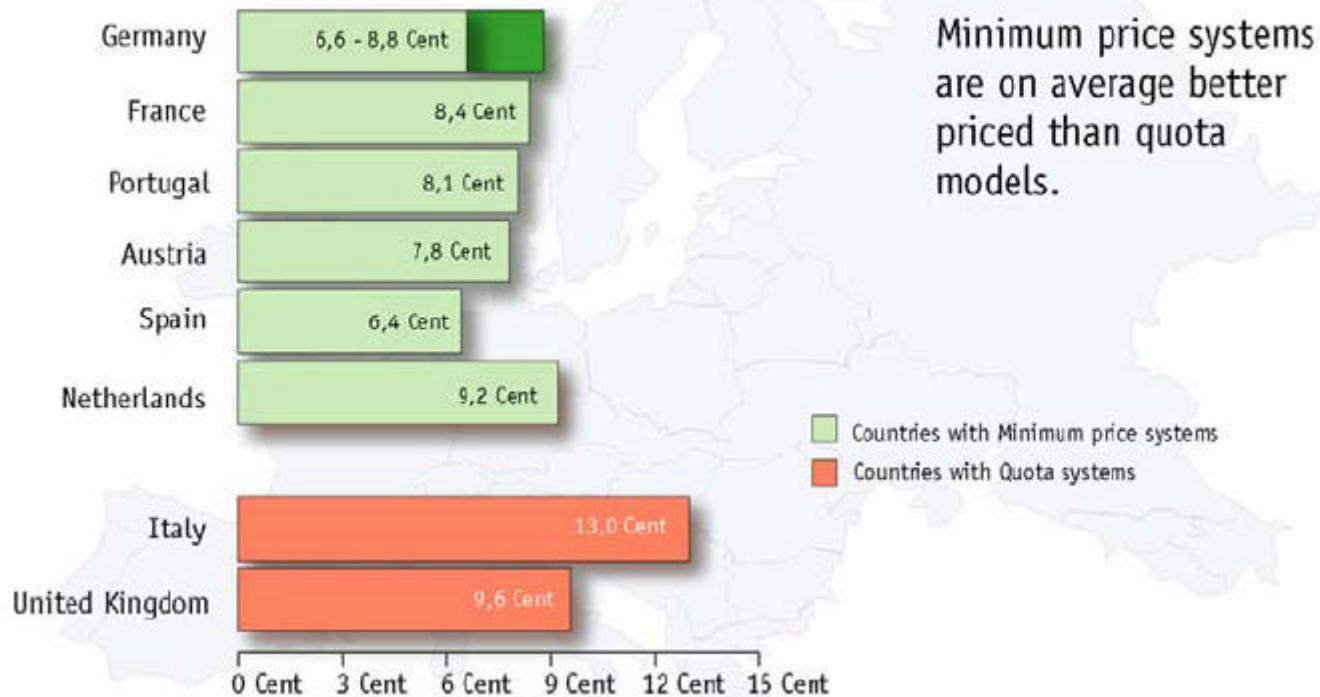 Germany
6,6 - 8,8 Cent
France
8,4 Cent
Portugal
8,1 Cent
Austria
7,8 Cent
Spain
6,4 Cent
Netherlands
9,2 Cent
Italy
13,0 Cent
United Kingdom
9,6 Cent
0 Cent 3 Cent 6 Cent 9 Cent 12 Cent 15 Cent
Minimum price systems
are on average better
priced than quota
models.
Countries with Minimum price systems
Countries with Quota systems